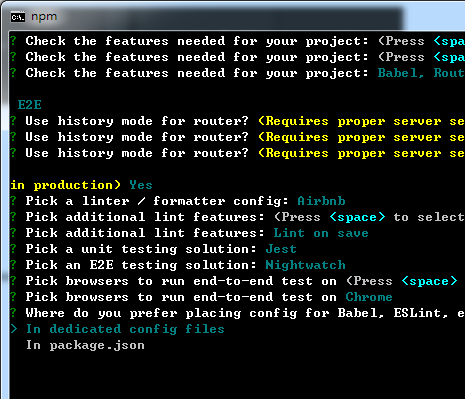 npm
? Check the features needed for your project: (Press <spa
? Check the features needed for your project: (Press <spa
? Check the features needed for your project: Babel, Rout
E2E
? Use history mode for router? (Requires proper server se
? Use history mode for router? (Requires proper server se
? Use history mode for router? (Requires proper server se
in production) Yes
? Pick a linter / formatter config: Airbnb
? Pick additional lint features: (Press <space> to select
? Pick additional lint features: Lint on save
? Pick a unit testing solution: Jest
? Pick an E2E testing solution: Nightwatch
? Pick browsers to run end-to-end test on (Press <space>
? Pick browsers to run end-to-end test on Chrome
? Where do you prefer placing config for Babel, ESLint, e
> In dedicated config files
In package.json